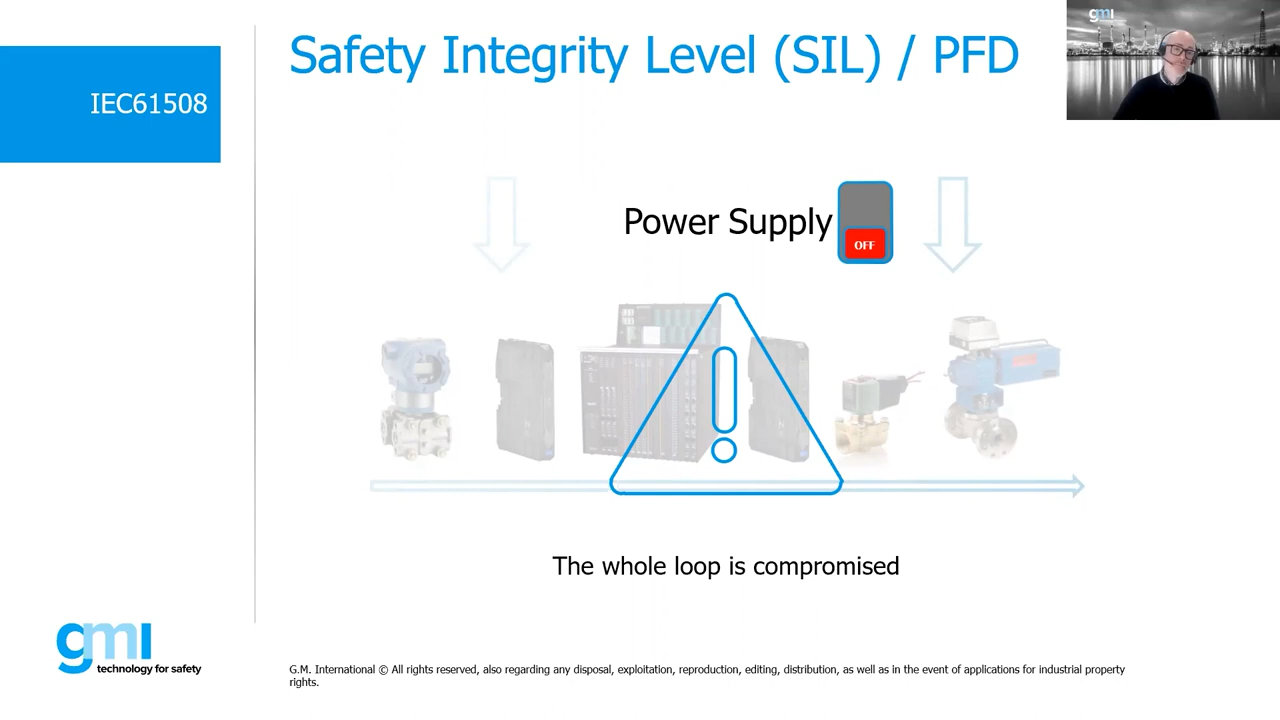 Safety Integrity Level (SIL) / PFD
gmi
IEC61508
Power Supply
OFF
The whole loop is compromised
gmi
technology for safety
G.M. International © All rights reserved, also regarding any disposal, exploitation, reproduction, editing, distribution, as well as in the event of applications for industrial property
rights.